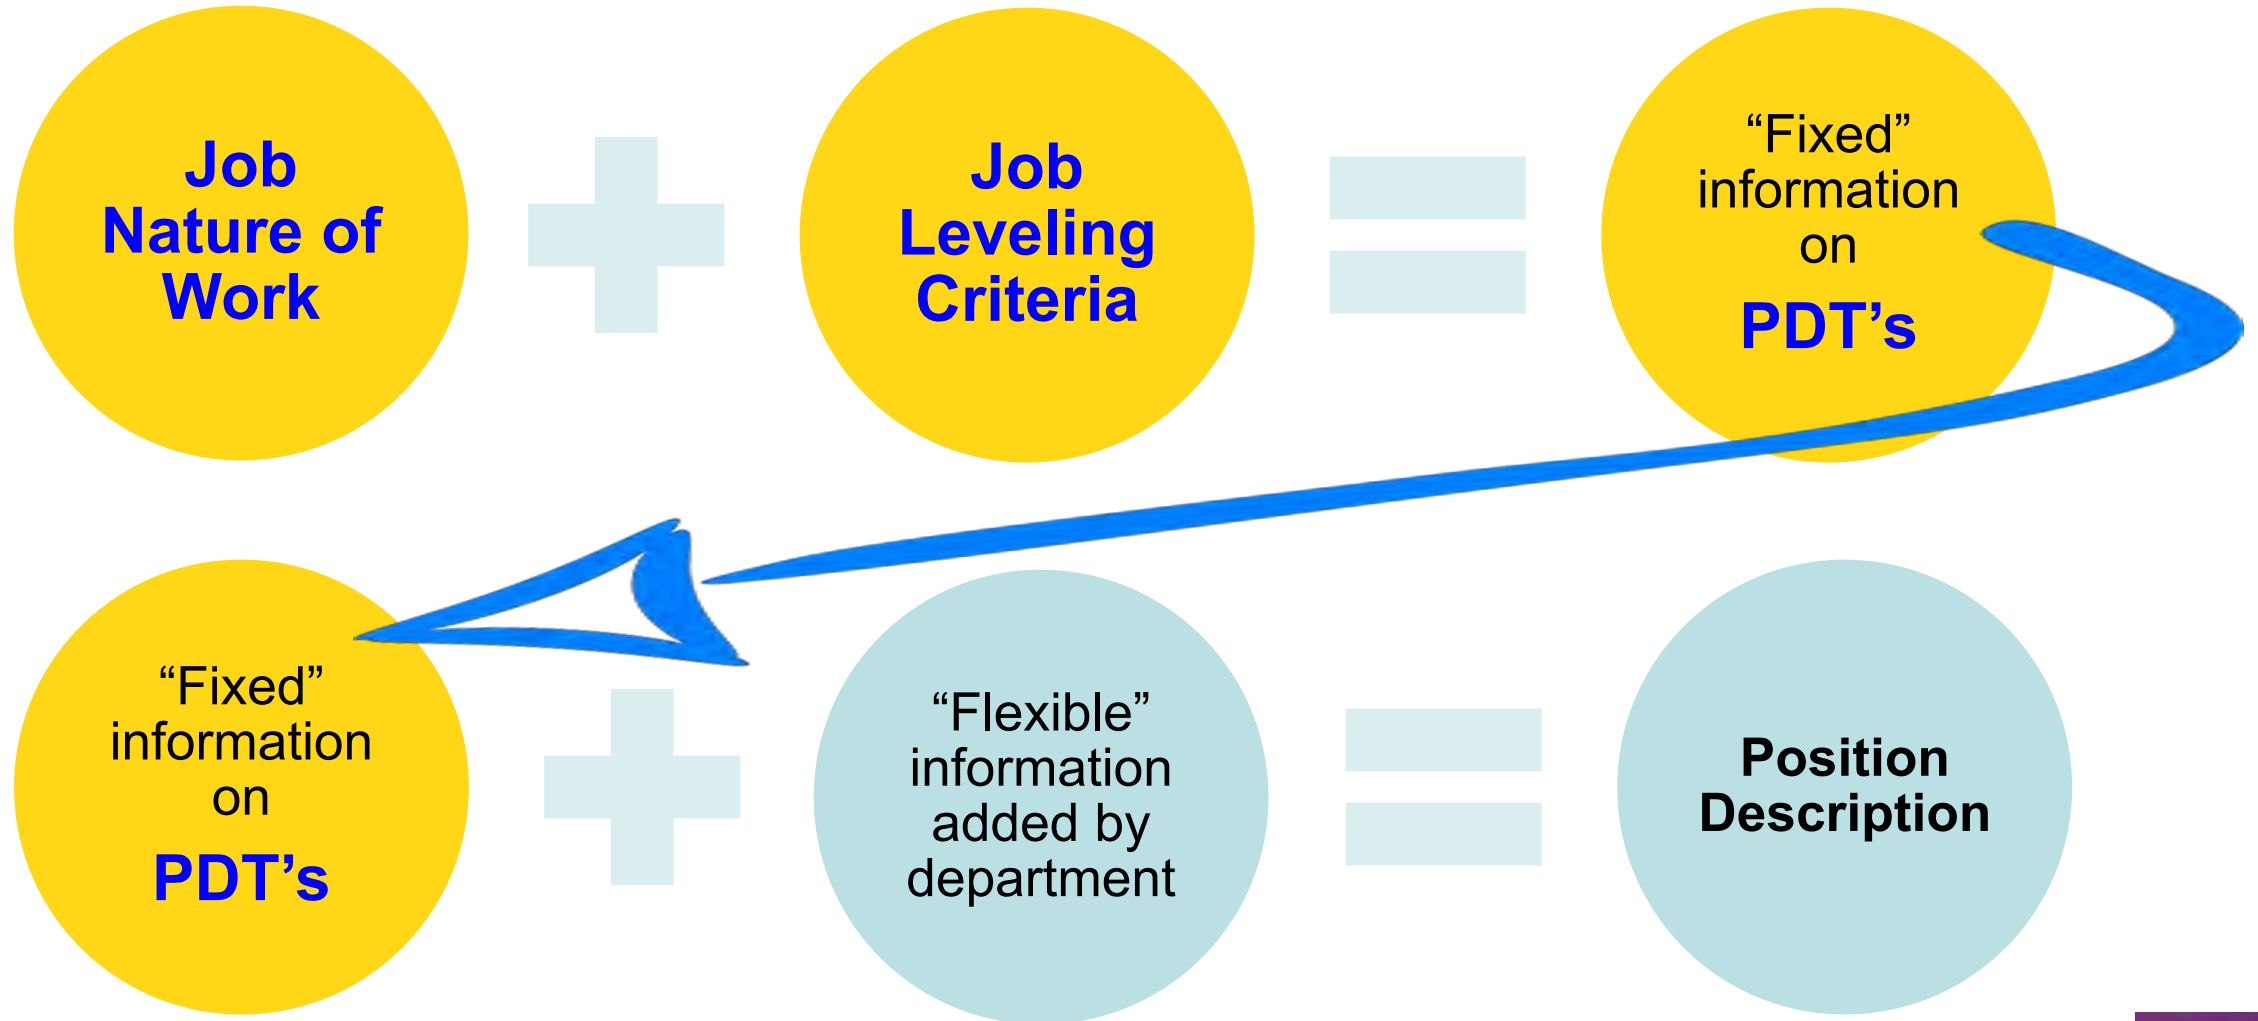 Job
Nature of
Work
Job
Leveling
Criteria
“Fixed”
information
on
PDT’s
“Fixed”
information
on
PDT’s
“Flexible”
information
added by
department
Position
Description